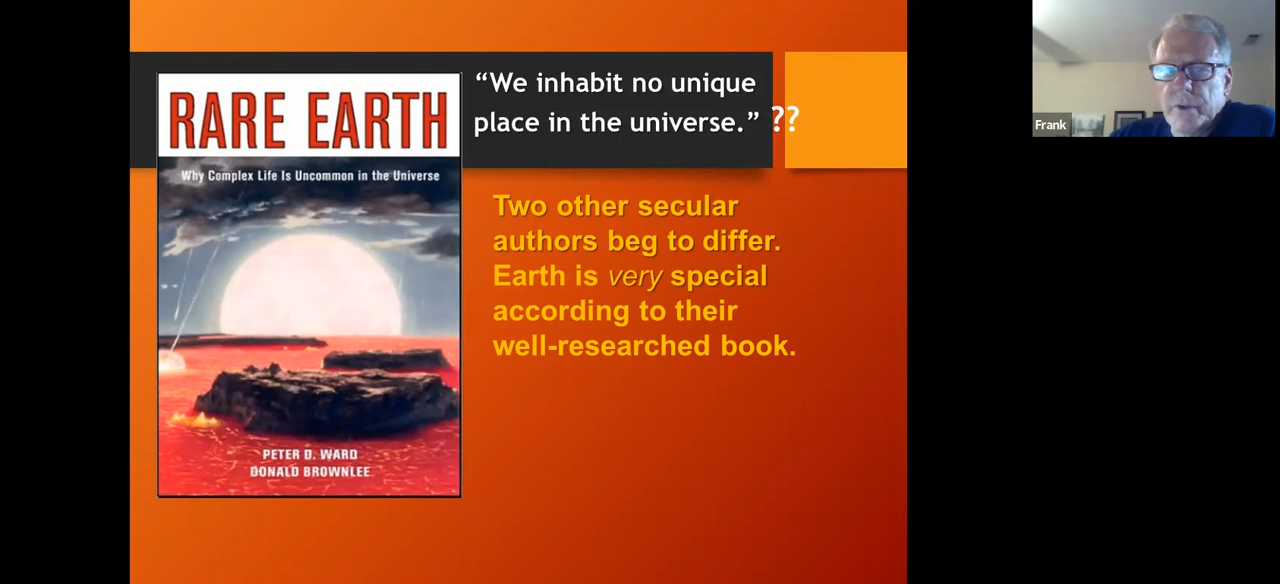 RARE EARTH
Why Complex Life Is Uncommon in the Universe
PETER D. WARD
DONALD BROWNLEE
“We inhabit no unique
place in the universe.” ??
Two other secular
authors beg to differ.
Earth is very special
according to their
well-researched book.
Frank